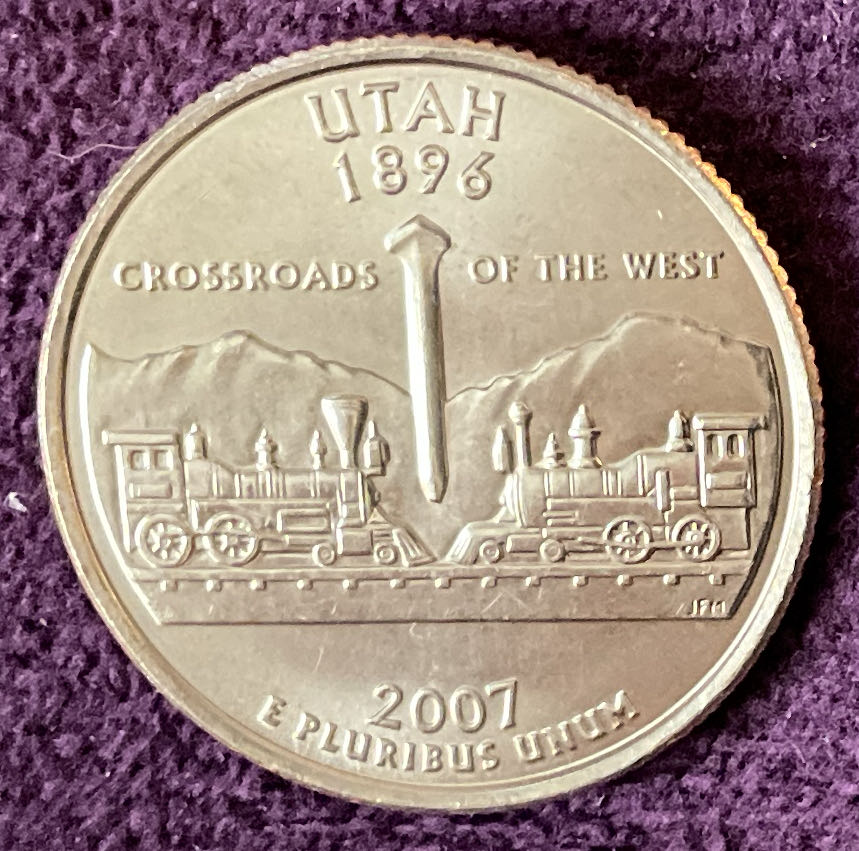 UTAH
1896
CROSSROADS OF THE WEST
JFM
2007
E PLURIBUS UNUM